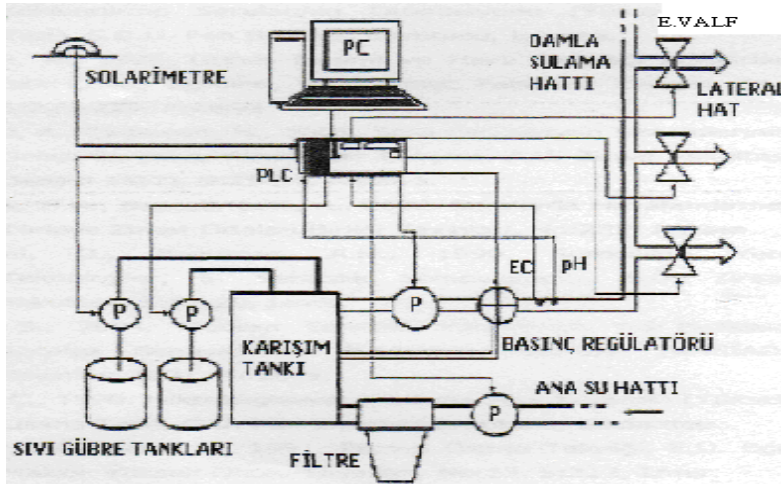 E.VALF
PC
DAMLA
SULAMA
HATTI
SOLARİMETRE
LATERAL
HAT
PLC
EC
pH
P
P
P
KARIŞIM
TANKI
BASINÇ REGÜLATÖRÜ
ANA SU HATTI
P
SIVI GÜBRE TANKLARI
FİLTRE